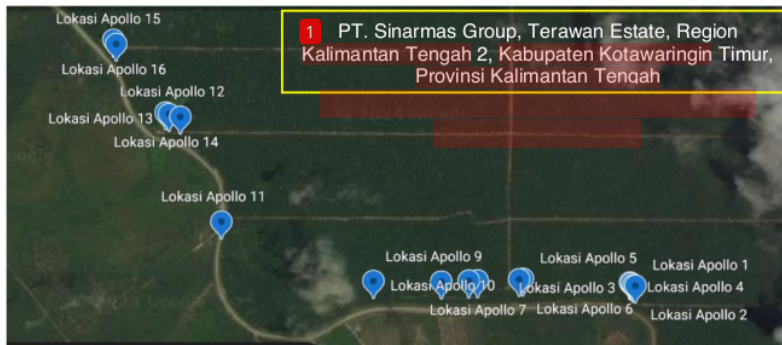 Lokasi Apollo 15
1 PT. Sinarmas Group, Terawan Estate, Region
Kalimantan Tengah 2, Kabupaten Kotawaringin Timur,
Provinsi Kalimantan Tengah
Lokasi Apollo 16
Lokasi Apollo 12
Lokasi Apollo 13
Lokasi Apollo 14
Lokasi Apollo 11
Lokasi Apollo 9
Lokasi Apollo 5
Lokasi Apollo 1
Lokasi Apollo 10
Lokasi Apollo 3
Lokasi Apollo 4
Lokasi Apollo 7
Lokasi Apollo 6
Lokasi Apollo 2